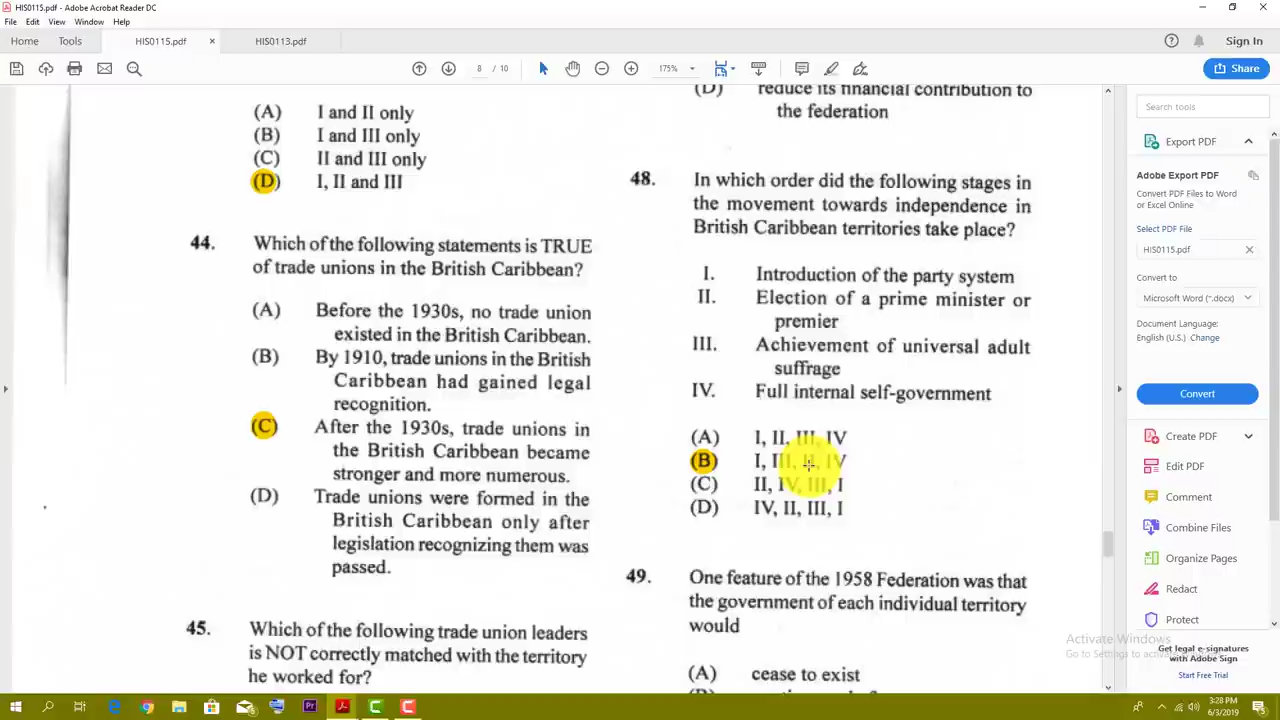 HIS0115.pdf - Adobe Acrobat Reader DC
File Edit View Window Help
Home Tools HIS0115.pdf × HIS0113.pdf Sign In
8 / 10 175% Share
(A) I and II only
(B) I and III only
(C) II and III only
(D) I, II and III
44. Which of the following statements is TRUE
of trade unions in the British Caribbean?
(A) Before the 1930s, no trade union
existed in the British Caribbean.
(B) By 1910, trade unions in the British
Caribbean had gained legal
recognition.
(C) After the 1930s, trade unions in
the British Caribbean became
stronger and more numerous.
(D) Trade unions were formed in the
British Caribbean only after
legislation recognizing them was
passed.
45. Which of the following trade union leaders
is NOT correctly matched with the territory
he worked for?
(D) reduce its financial contribution to
the federation
48. In which order did the following stages in
the movement towards independence in
British Caribbean territories take place?
I. Introduction of the party system
II. Election of a prime minister or
premier
III. Achievement of universal adult
suffrage
IV. Full internal self-government
(A) I, II, III, IV
(B) I, III, II, IV
(C) II, IV, III, I
(D) IV, II, III, I
49. One feature of the 1958 Federation was that
the government of each individual territory
would
(A) cease to exist
Search tools
Export PDF
Adobe Export PDF
Convert PDF Files to Word
or Excel Online
Select PDF File
HIS0115.pdf ×
Convert to
Microsoft Word (*.docx)
Document Language:
English (U.S.) Change
Convert
Create PDF
Edit PDF
Comment
Combine Files
Organize Pages
Redact
Protect
Activate Windows
Go to Settings to activate
Get legal e-signatures
with Adobe Sign
Start Free Trial
3:28 PM
6/3/2019